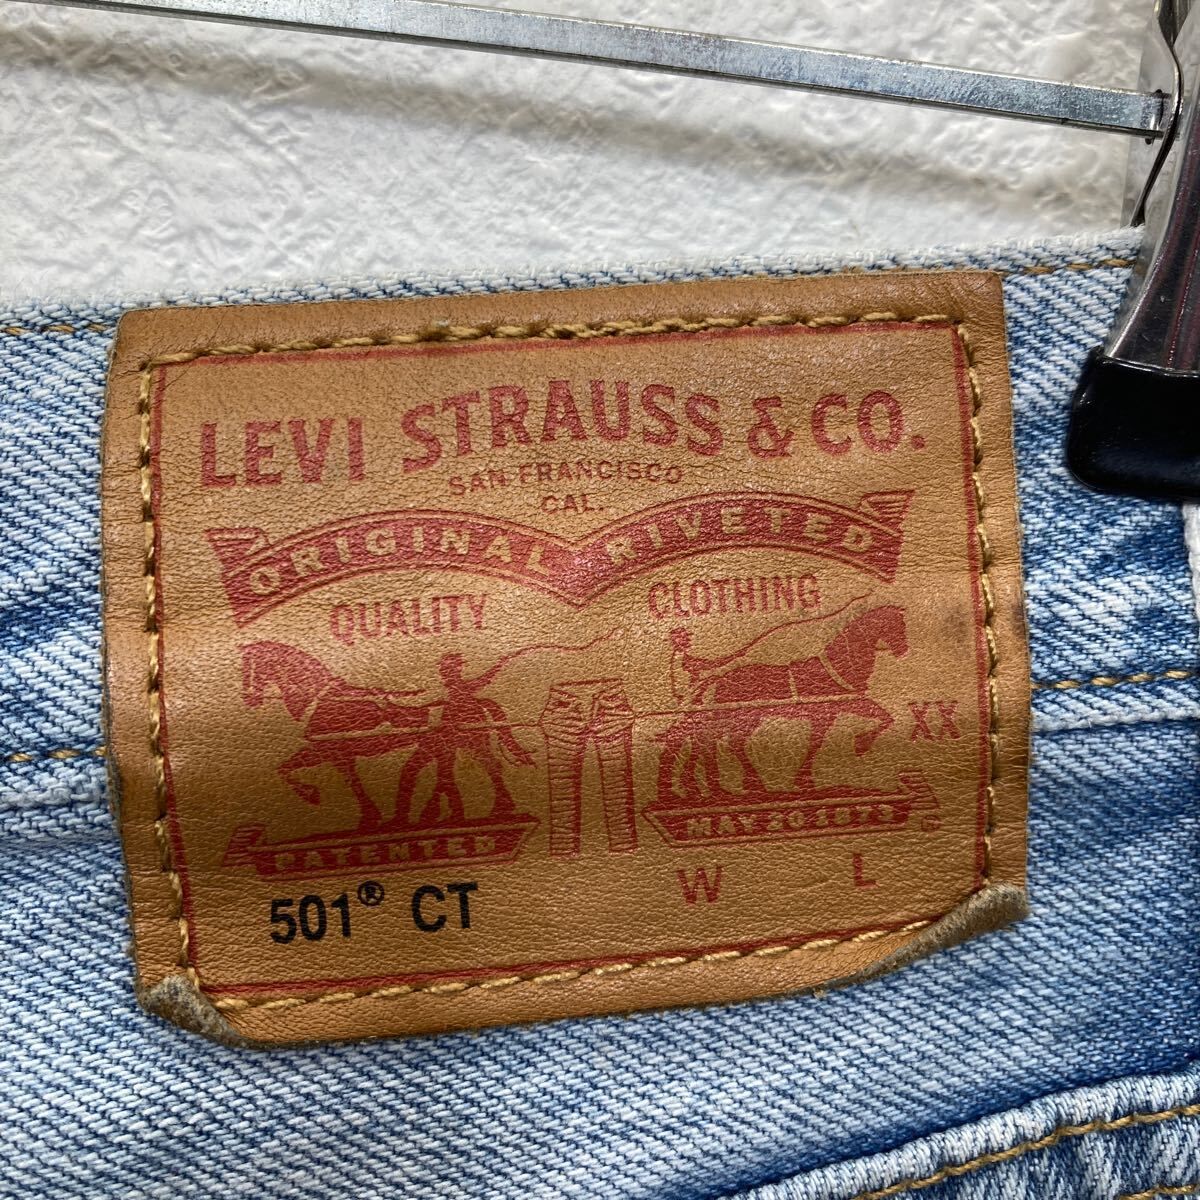 LEVI STRAUSS & CO.
SAN FRANCISCO
CAL.
ORIGINAL RIVETED
QUALITY CLOTHING
XX
PATENTED MAY 20 1873
C
501® CT W L